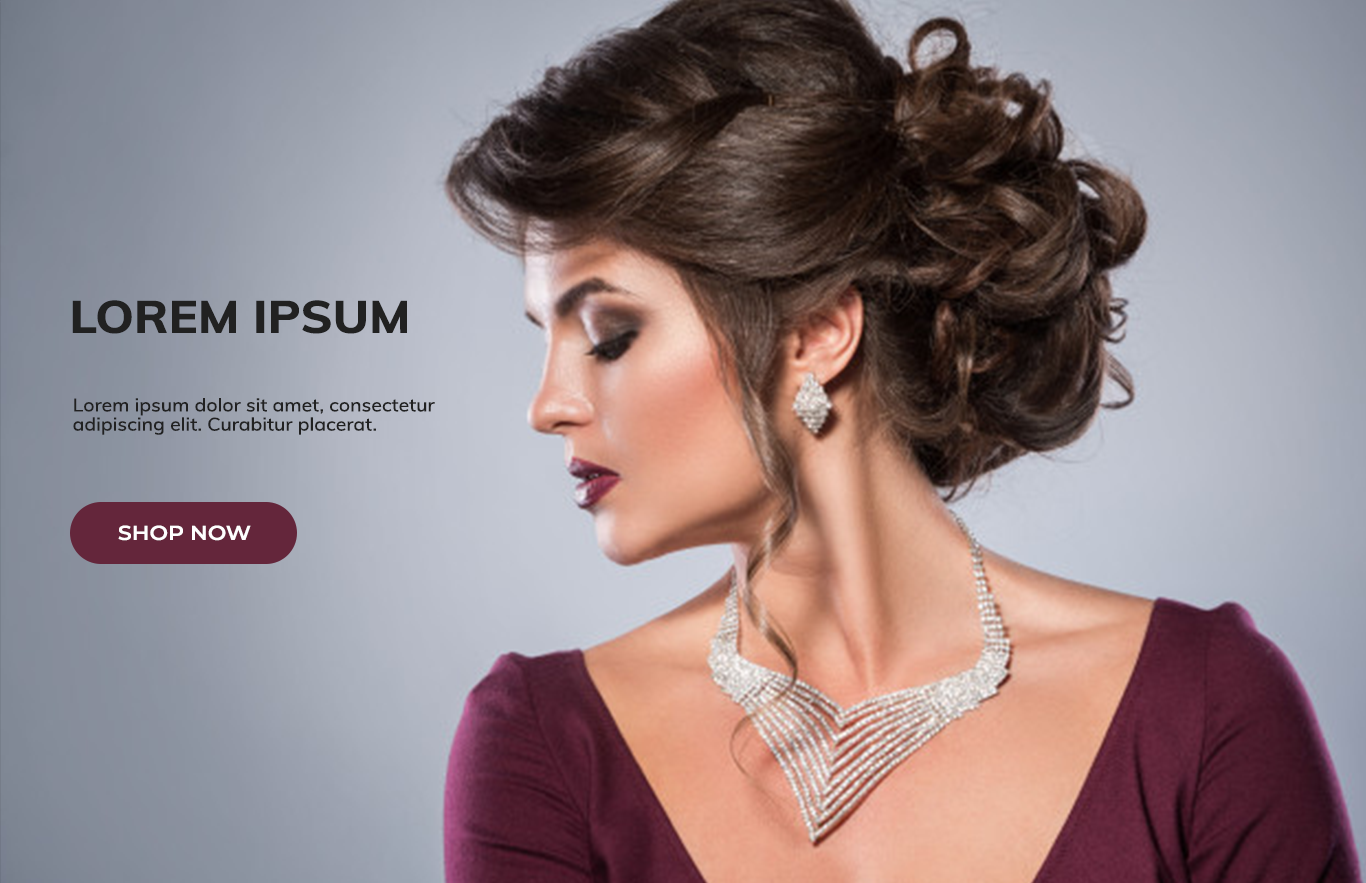 LOREM IPSUM
Lorem ipsum dolor sit amet, consectetur
adipiscing elit. Curabitur placerat.
SHOP NOW